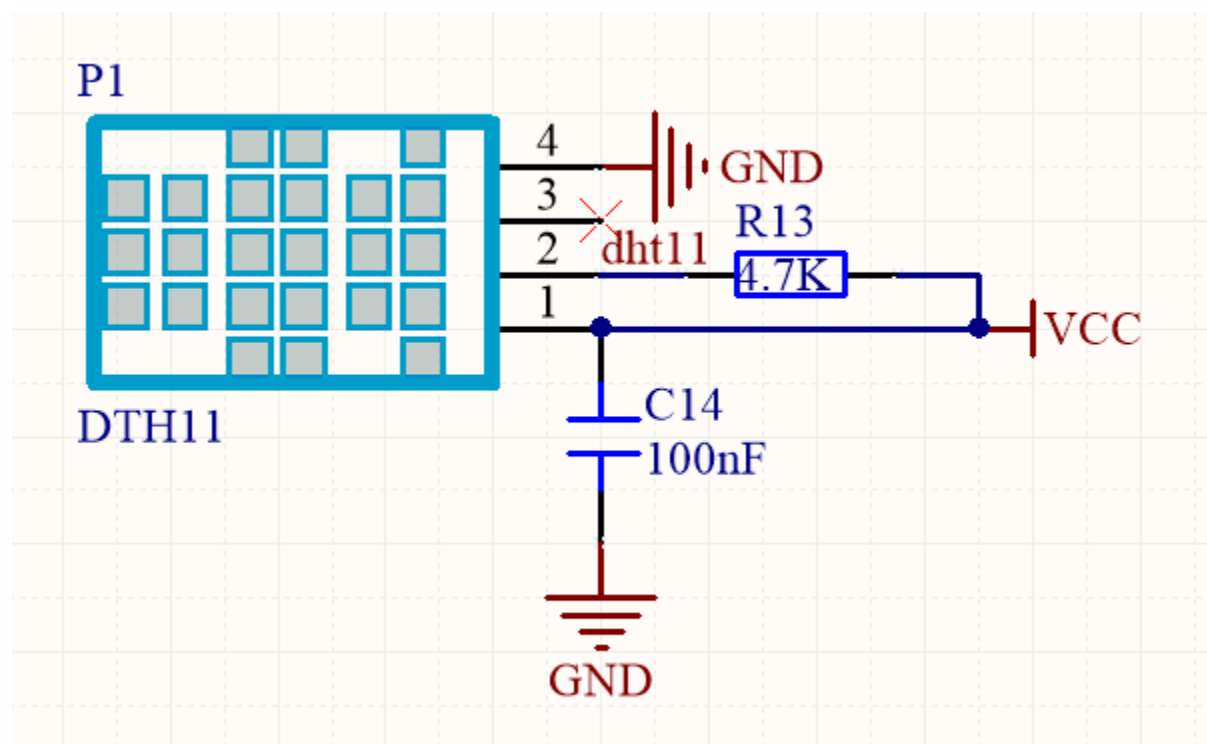 P1
4
GND
3
R13
2
dht11
4.7K
1
VCC
C14
DTH11
100nF
GND